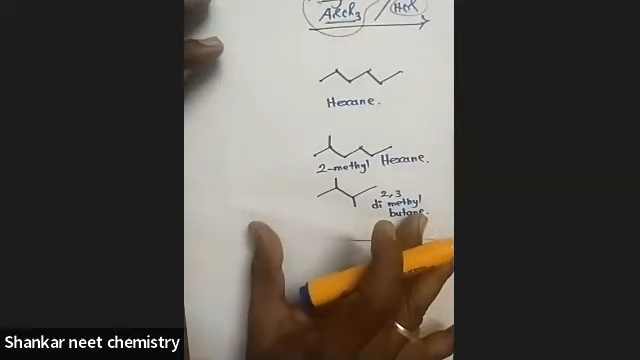 AlCl3 / HCl
Hexane.
2-methyl Hexane.
2,3
di methyl
butane.
Shankar neet chemistry